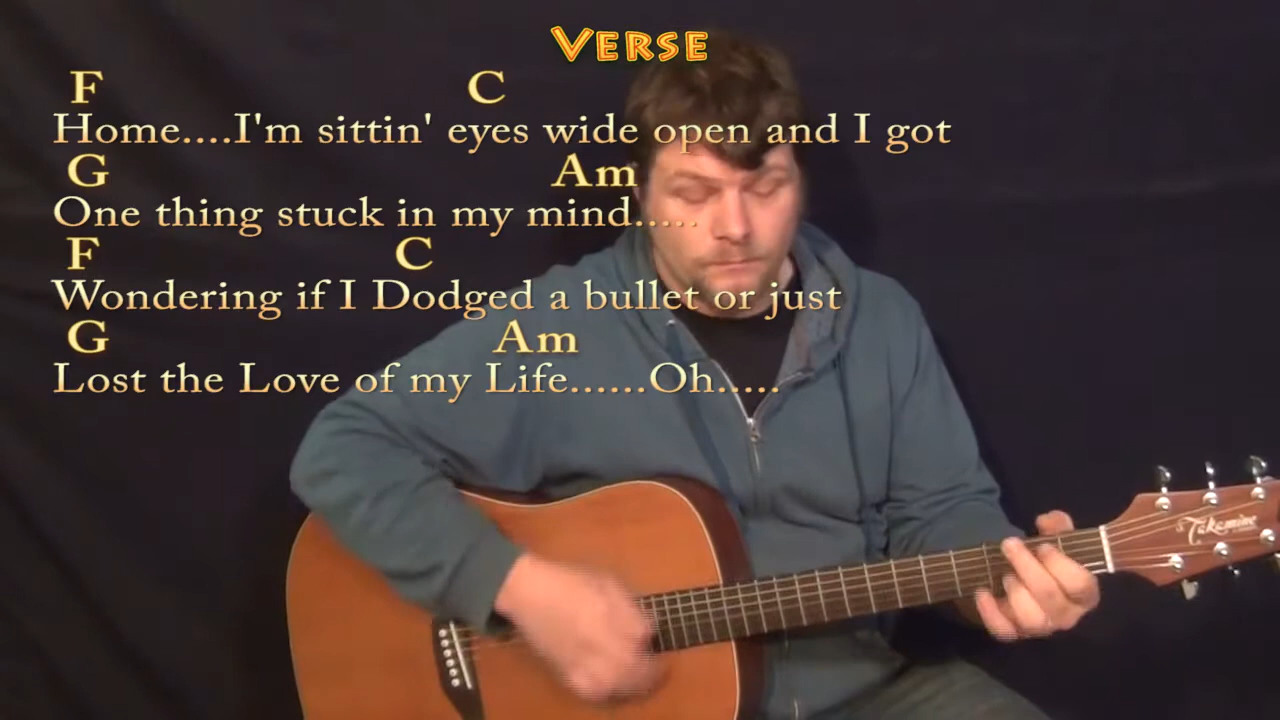 VERSE
F C
Home....I'm sittin' eyes wide open and I got
G Am
One thing stuck in my mind.....
F C
Wondering if I Dodged a bullet or just
G Am
Lost the Love of my Life......Oh.....
Takamine